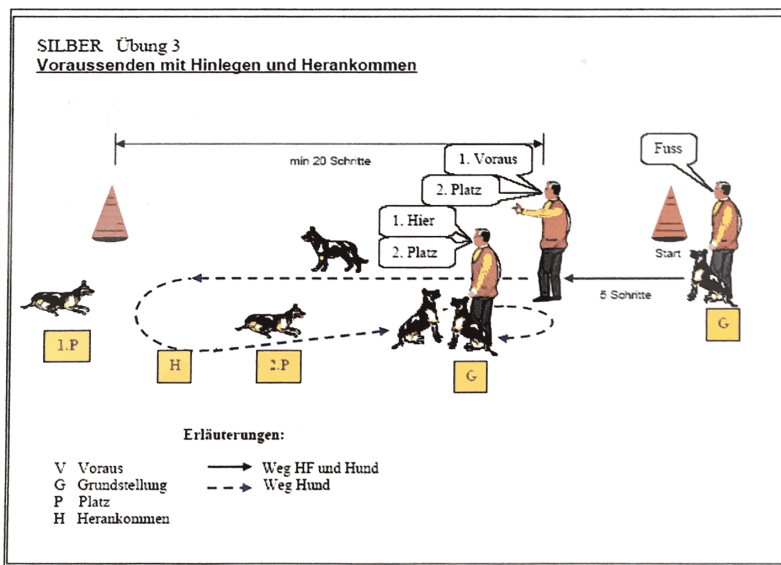 SILBER Übung 3
Voraussenden mit Hinlegen und Herankommen
min 20 Schritte
1. Voraus
2. Platz
Fuss
1. Hier
2. Platz
Start
5 Schritte
G
1.P
H
2.P
G
Erläuterungen:
V Voraus
G Grundstellung
P Platz
H Herankommen
Weg HF und Hund
Weg Hund